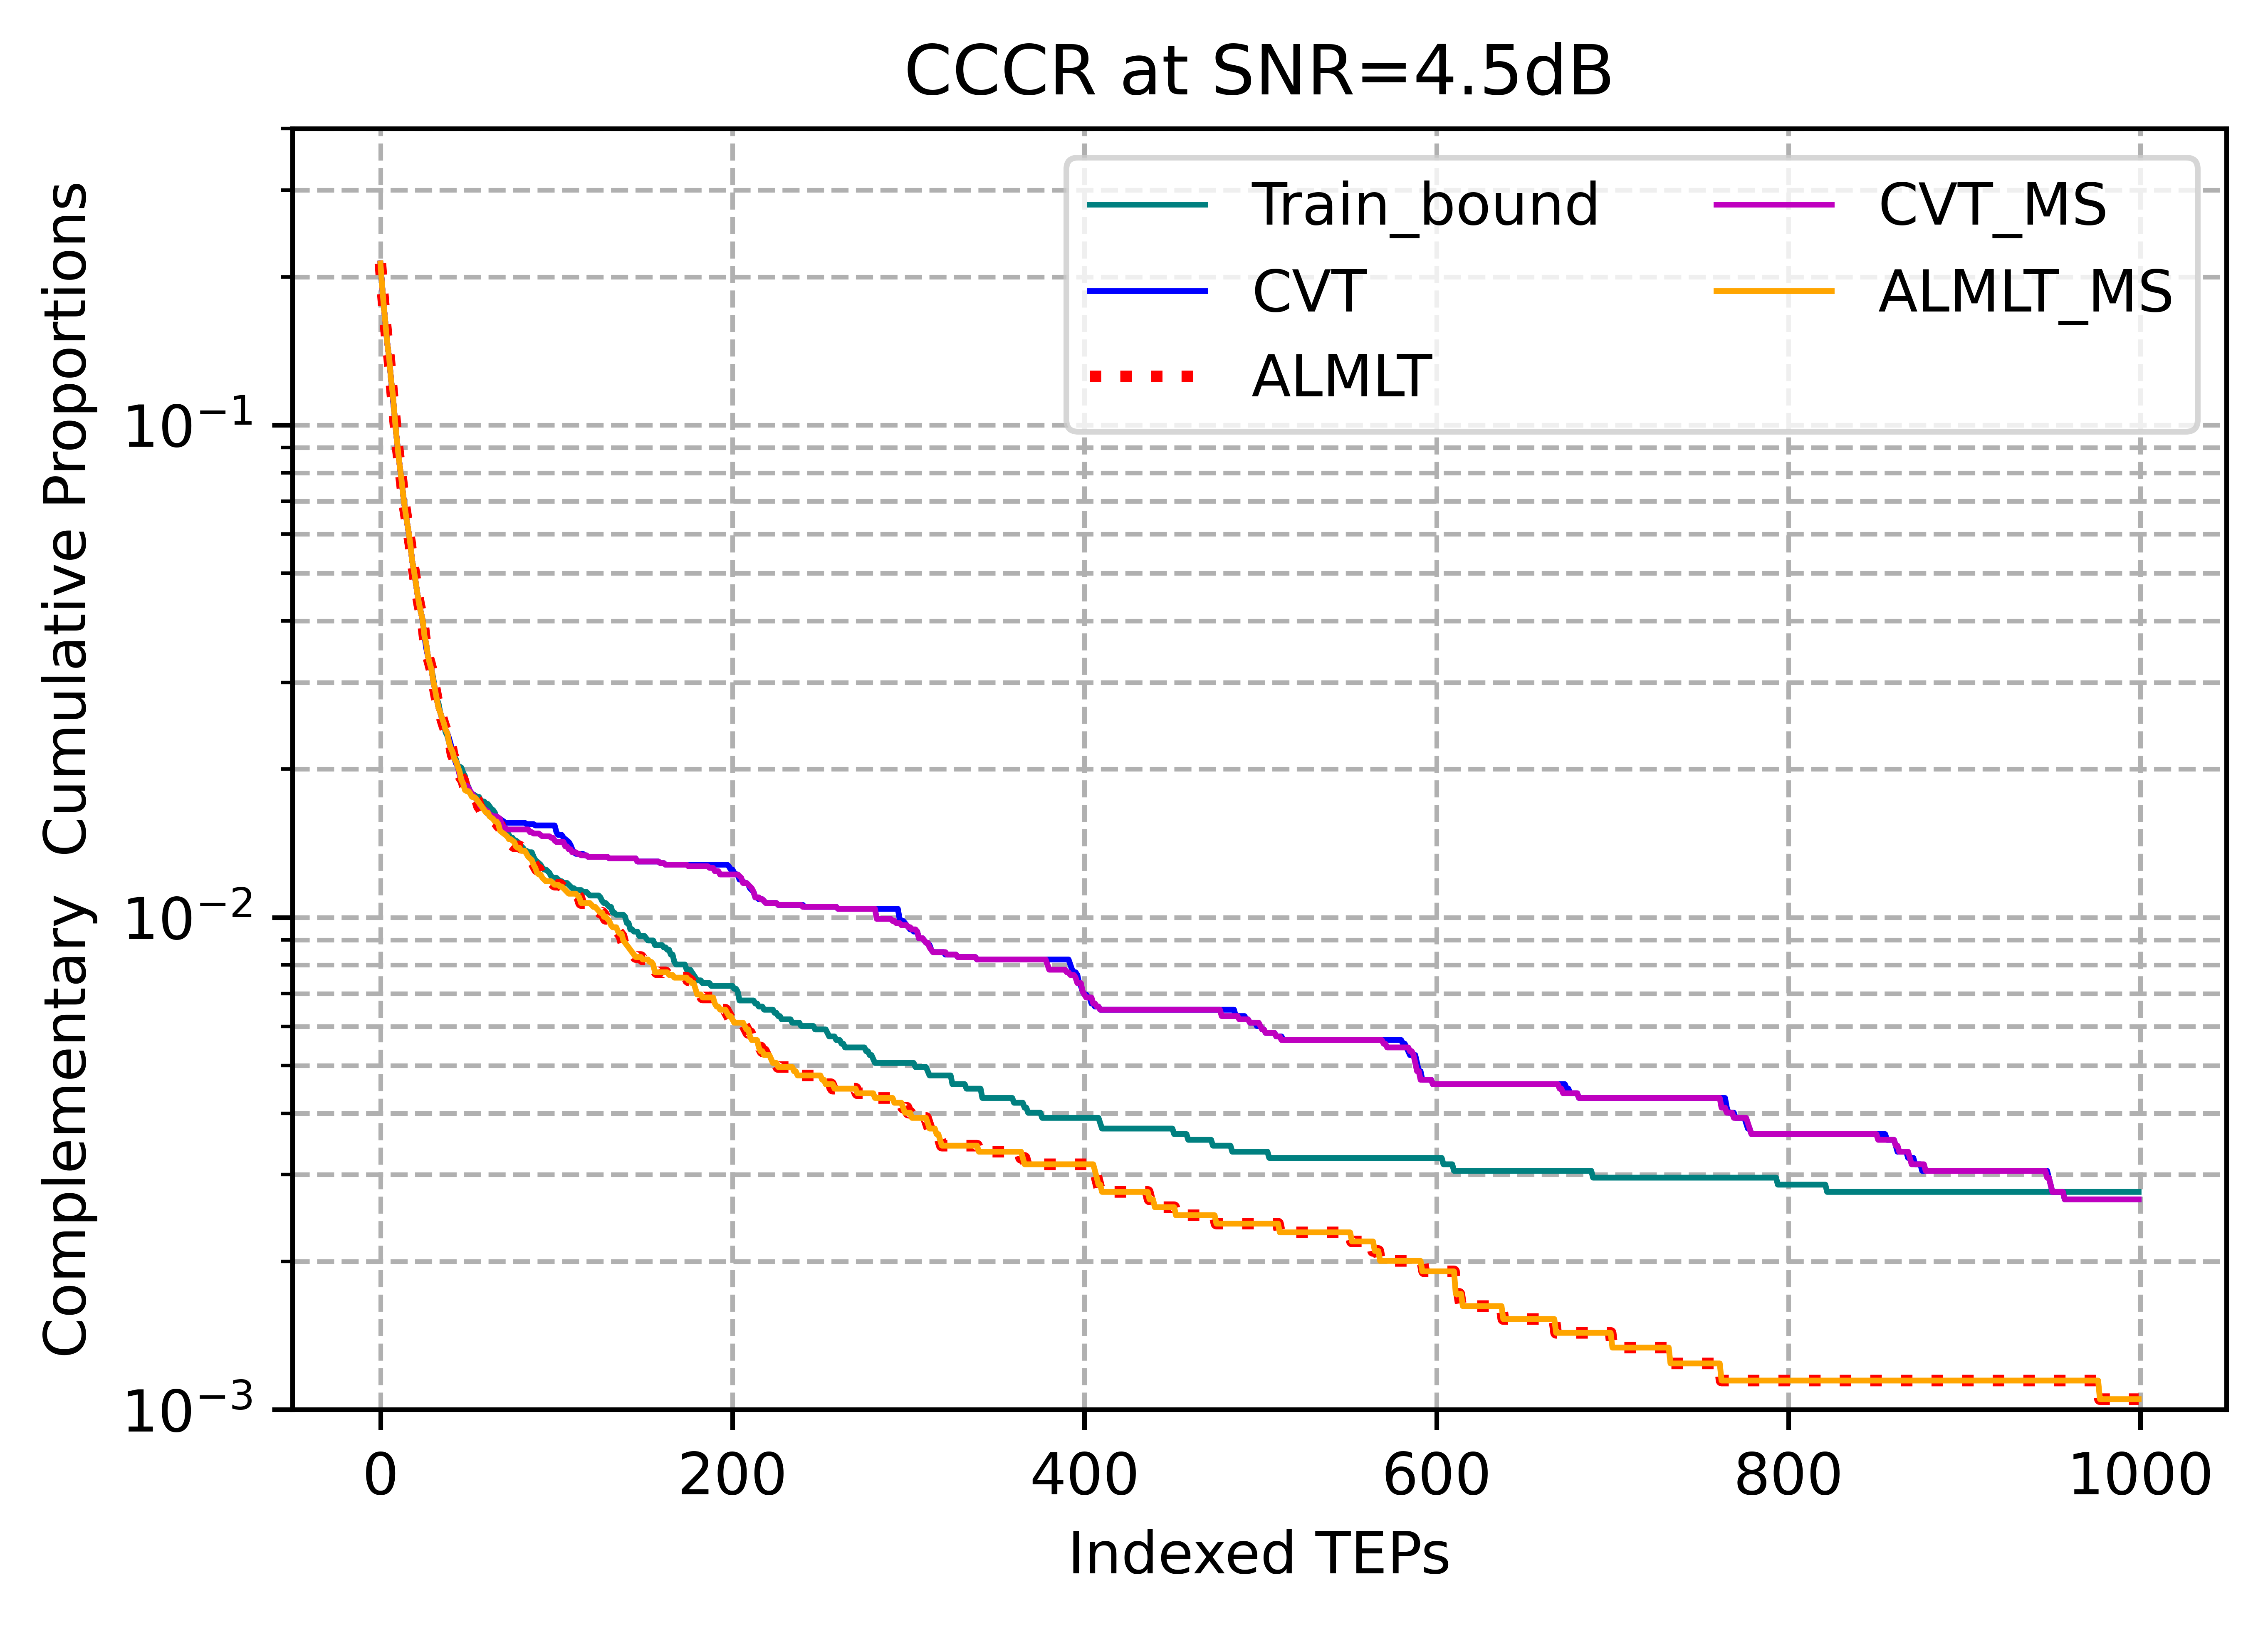 CCCR at SNR=4.5dB
Train_bound
CVT
ALMLT
CVT_MS
ALMLT_MS
Complementary  Cumulative Proportions
10⁻¹
10⁻²
10⁻³
0 200 400 600 800 1000
Indexed TEPs